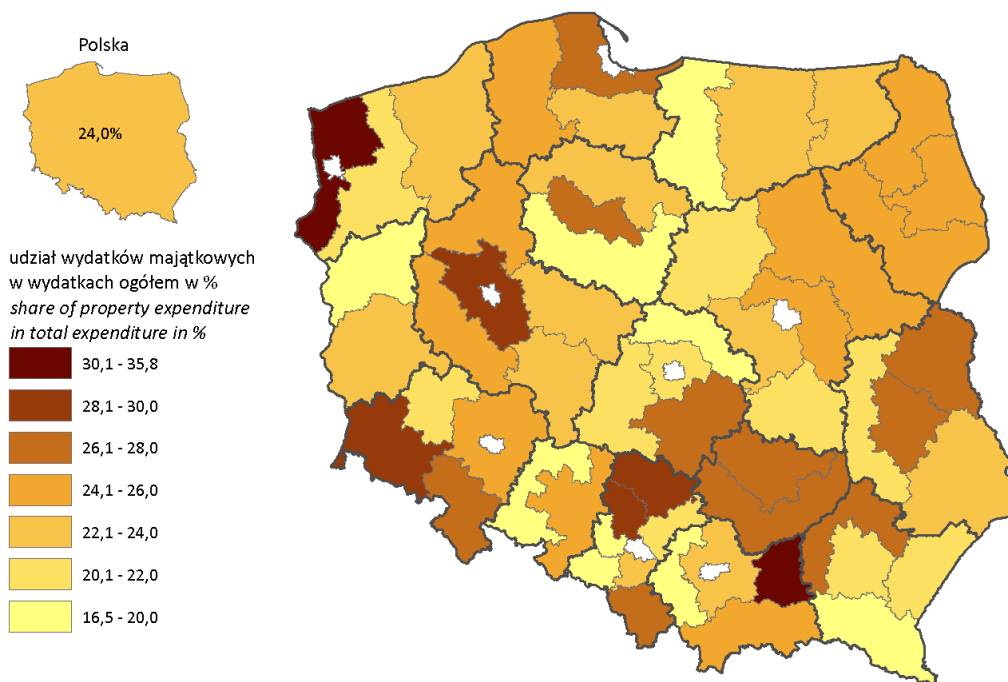 Polska
24,0%
udział wydatków majątkowych
w wydatkach ogółem w %
share of property expenditure
in total expenditure in %
30,1 - 35,8
28,1 - 30,0
26,1 - 28,0
24,1 - 26,0
22,1 - 24,0
20,1 - 22,0
16,5 - 20,0